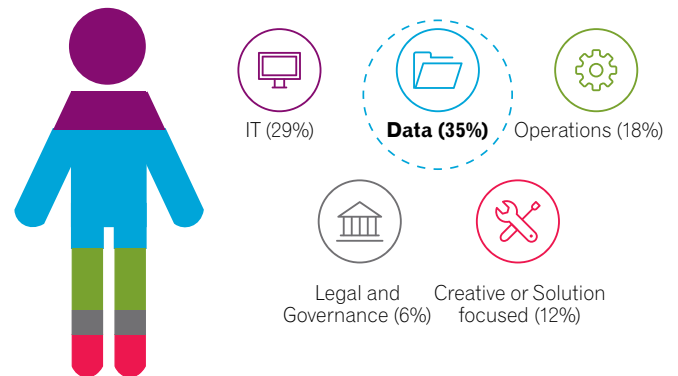 IT (29%)
Data (35%)
Operations (18%)
Legal and
Governance (6%)
Creative or Solution
focused (12%)